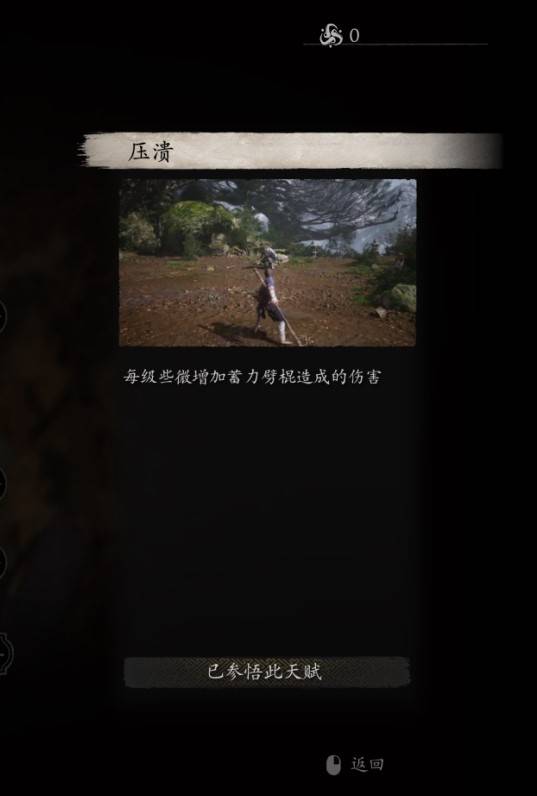 0
压溃
每级些微增加蓄力劈棍造成的伤害
已参悟此天赋
返回